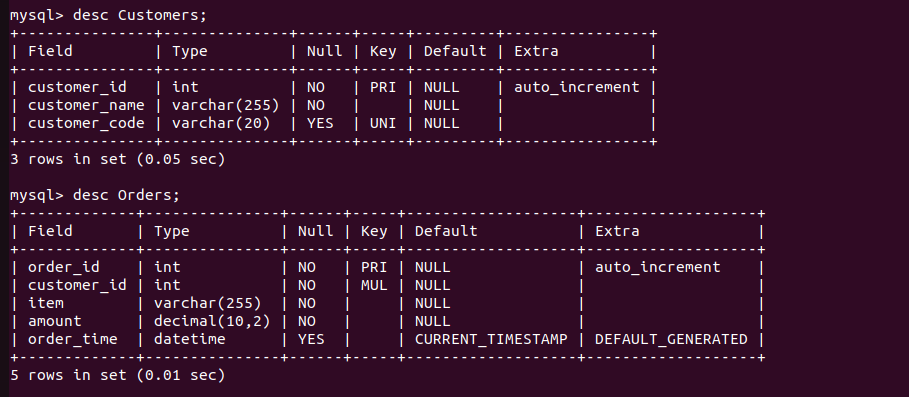 mysql> desc Customers;
+---------------+--------------+------+-----+---------+----------------+
| Field         | Type         | Null | Key | Default | Extra          |
+---------------+--------------+------+-----+---------+----------------+
| customer_id   | int          | NO   | PRI | NULL    | auto_increment |
| customer_name | varchar(255) | NO   |     | NULL    |                |
| customer_code | varchar(20)  | YES  | UNI | NULL    |                |
+---------------+--------------+------+-----+---------+----------------+
3 rows in set (0.05 sec)

mysql> desc Orders;
+-------------+---------------+------+-----+-------------------+-------------------+
| Field       | Type          | Null | Key | Default           | Extra             |
+-------------+---------------+------+-----+-------------------+-------------------+
| order_id    | int           | NO   | PRI | NULL              | auto_increment    |
| customer_id | int           | NO   | MUL | NULL              |                   |
| item        | varchar(255)  | NO   |     | NULL              |                   |
| amount      | decimal(10,2) | NO   |     | NULL              |                   |
| order_time  | datetime      | YES  |     | CURRENT_TIMESTAMP | DEFAULT_GENERATED |
+-------------+---------------+------+-----+-------------------+-------------------+
5 rows in set (0.01 sec)